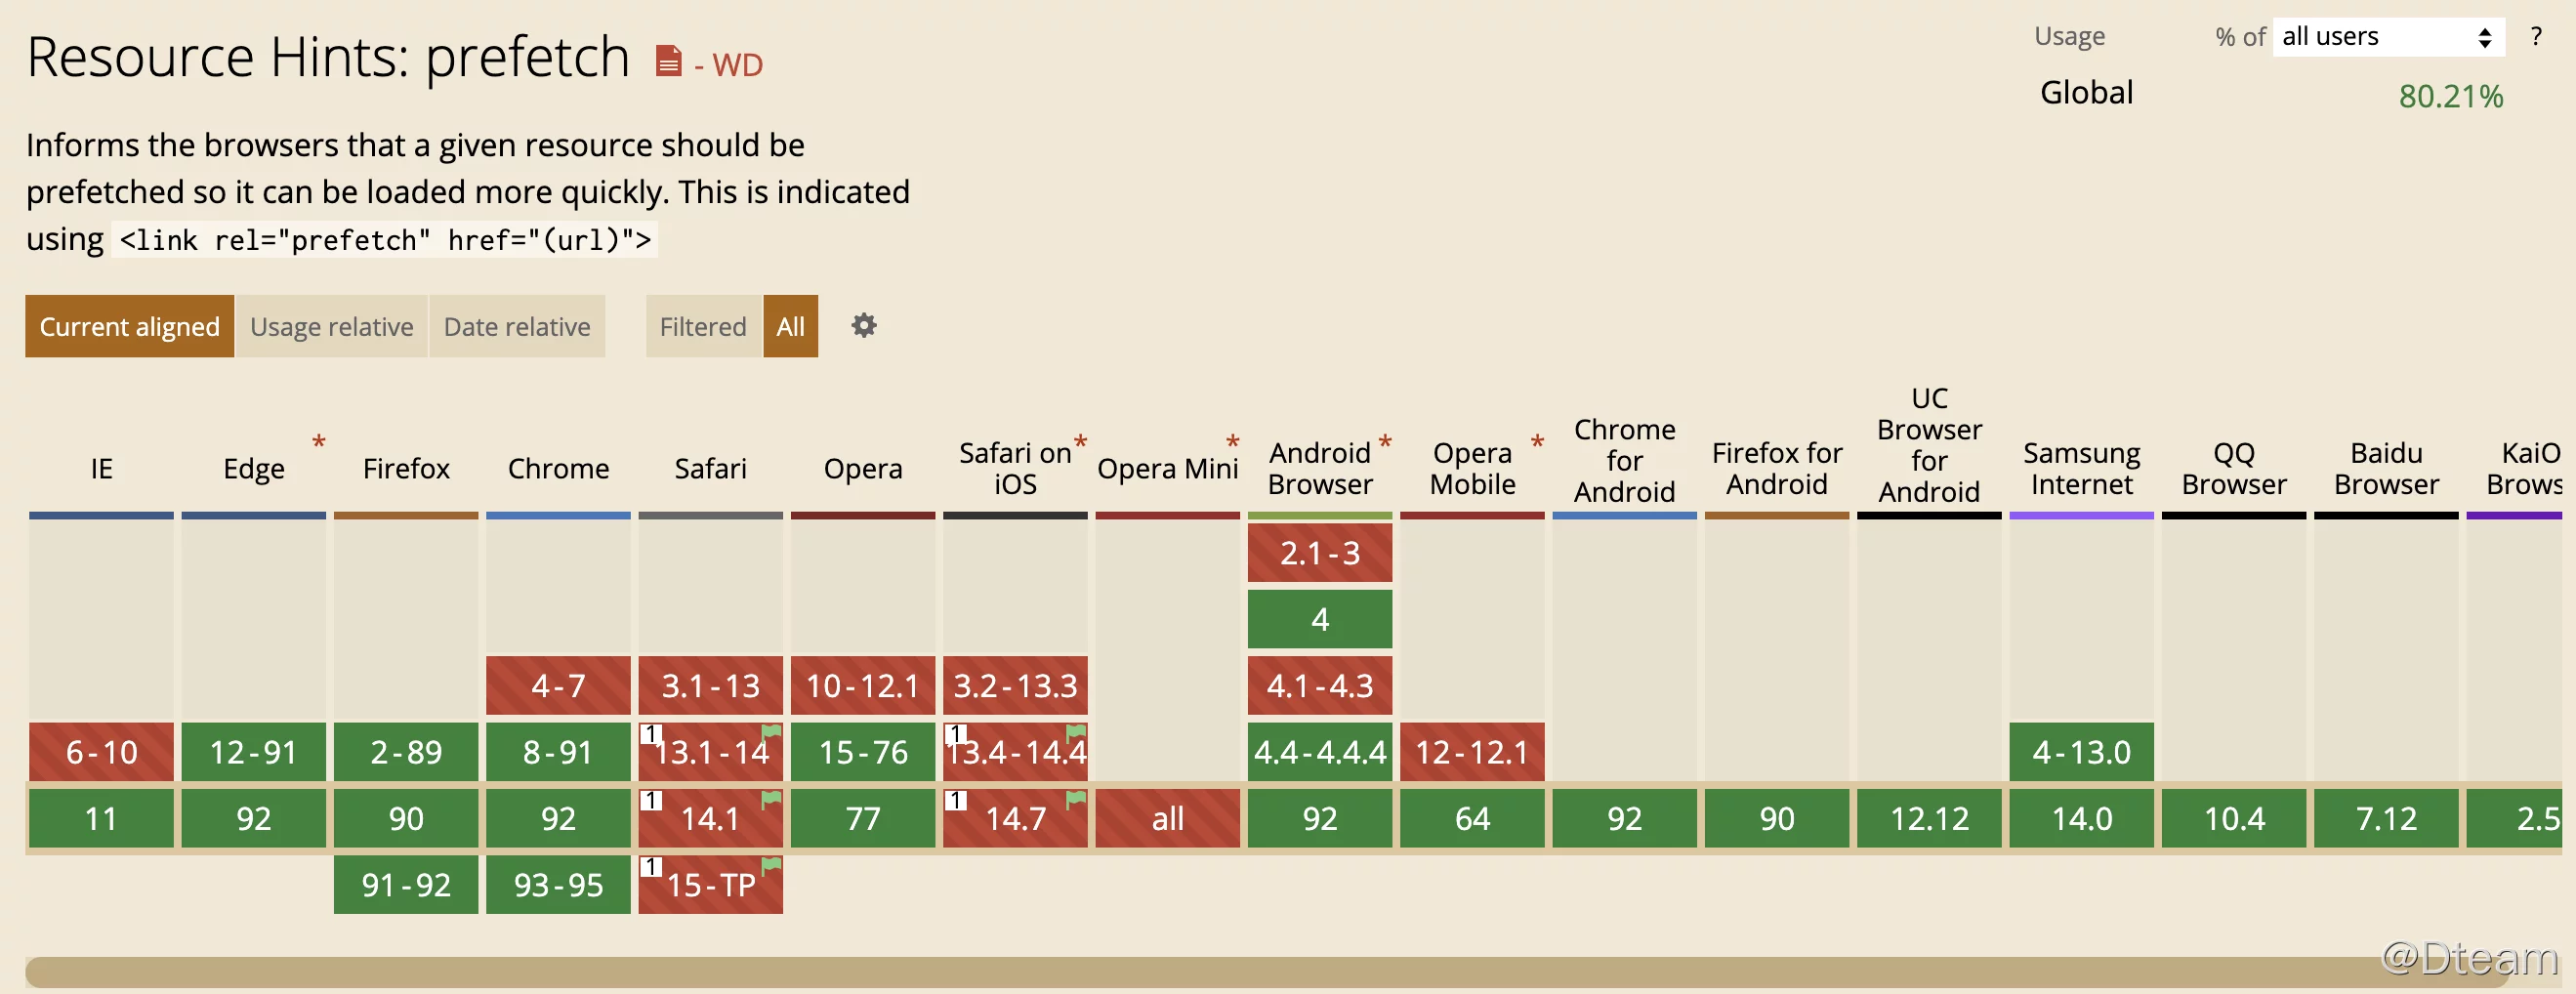 Resource Hints: prefetch - WD
Usage % of all users ?
Global 80.21%
Informs the browsers that a given resource should be
prefetched so it can be loaded more quickly. This is indicated
using <link rel="prefetch" href="(url)">
Current aligned Usage relative Date relative Filtered All
IE
Edge *
Firefox
Chrome
Safari
Opera
Safari on *
iOS
Opera Mini *
Android *
Browser
Opera *
Mobile
Chrome
for
Android
Firefox for
Android
UC
Browser
for
Android
Samsung
Internet
QQ
Browser
Baidu
Browser
KaiO
Brows
2.1-3
4
4-7 3.1-13 10-12.1 3.2-13.3 4.1-4.3
6-10 12-91 2-89 8-91 1 13.1-14 15-76 1 13.4-14.4 4.4-4.4.4 12-12.1 4-13.0
11 92 90 92 1 14.1 77 1 14.7 all 92 64 92 90 12.12 14.0 10.4 7.12 2.5
91-92 93-95 1 15-TP
@Dteam